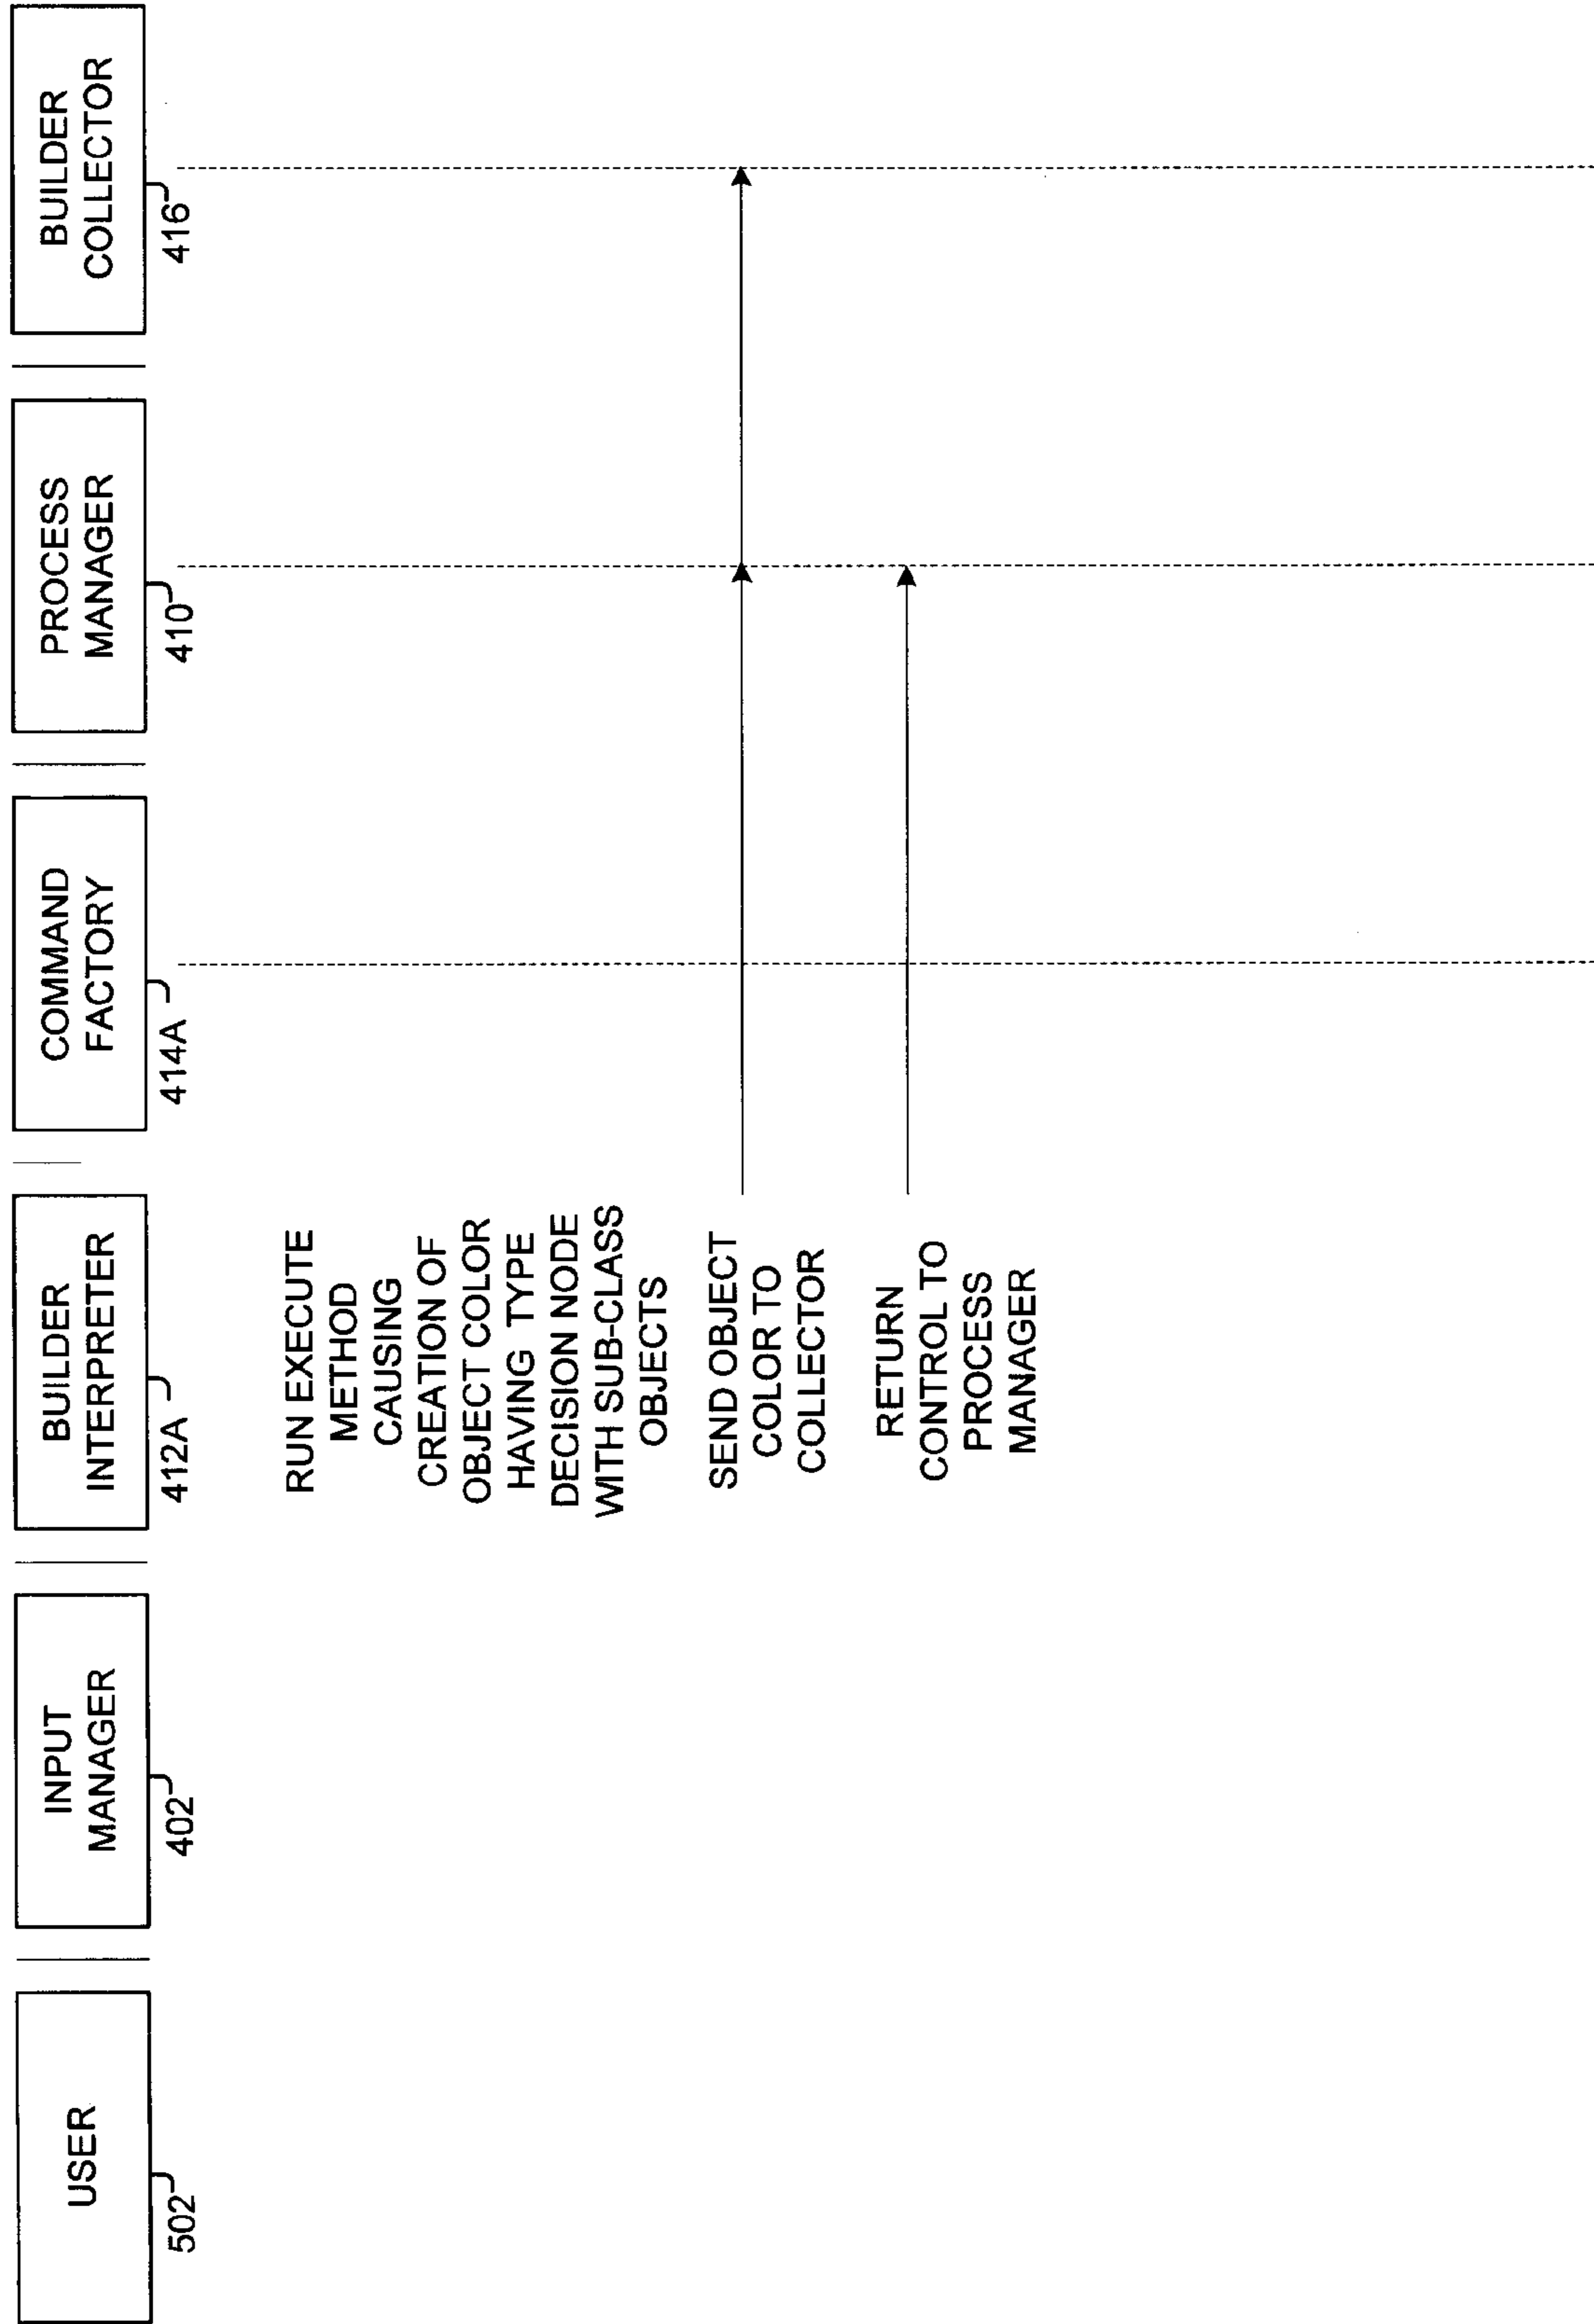 USER
502
INPUT
MANAGER
402
BUILDER
INTERPRETER
412A
COMMAND
FACTORY
414A
PROCESS
MANAGER
410
BUILDER
COLLECTOR
416
RUN EXECUTE
METHOD
CAUSING
CREATION OF
OBJECT COLOR
HAVING TYPE
DECISION NODE
WITH SUB-CLASS
OBJECTS
SEND OBJECT
COLOR TO
COLLECTOR
RETURN
CONTROL TO
PROCESS
MANAGER